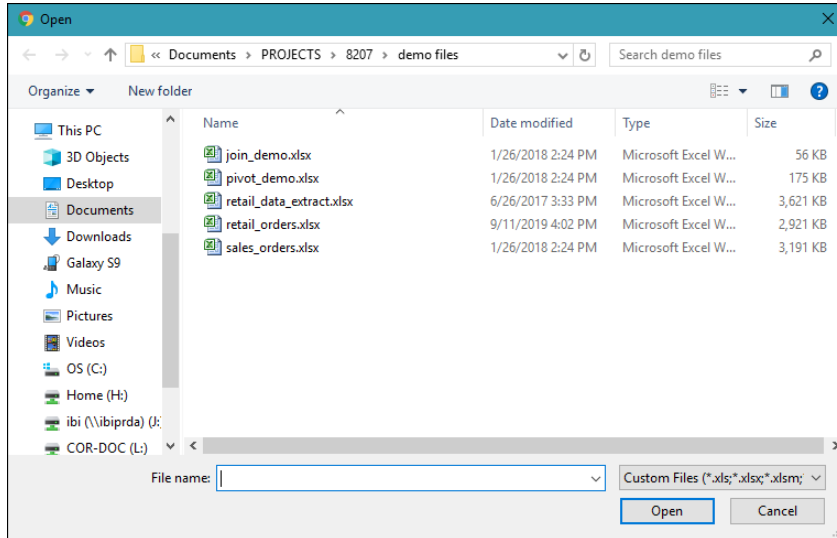 Open
« Documents > PROJECTS > 8207 > demo files
Search demo files
Organize
New folder
Name Date modified Type Size
This PC
3D Objects
Desktop
Documents
Downloads
Galaxy S9
Music
Pictures
Videos
OS (C:)
Home (H:)
ibi (\\ibiprda) (J:
COR-DOC (L:)
join_demo.xlsx 1/26/2018 2:24 PM Microsoft Excel W... 56 KB
pivot_demo.xlsx 1/26/2018 2:24 PM Microsoft Excel W... 175 KB
retail_data_extract.xlsx 6/26/2017 3:33 PM Microsoft Excel W... 3,621 KB
retail_orders.xlsx 9/11/2019 4:02 PM Microsoft Excel W... 2,921 KB
sales_orders.xlsx 1/26/2018 2:24 PM Microsoft Excel W... 3,191 KB
File name:
Custom Files (*.xls;*.xlsx;*.xlsm;
Open Cancel